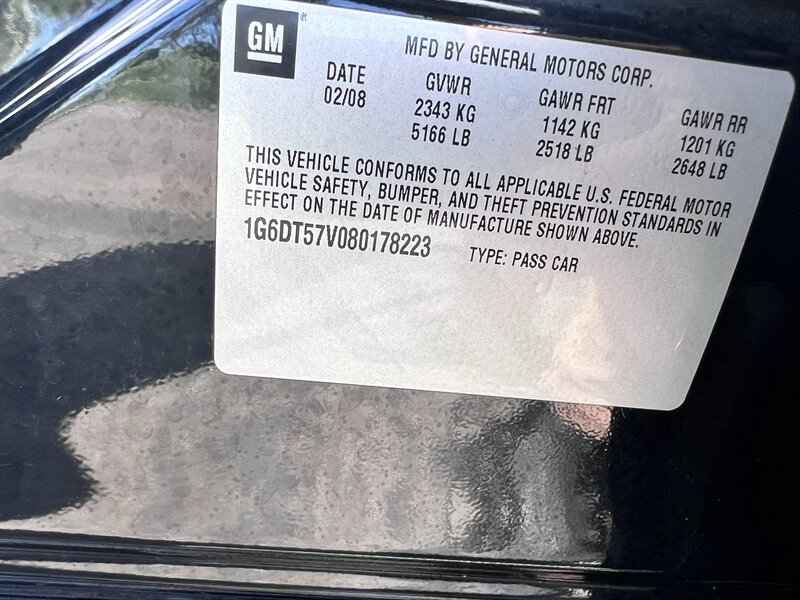 GM
MFD BY GENERAL MOTORS CORP.
DATE GVWR GAWR FRT GAWR RR
02/08 2343 KG 1142 KG 1201 KG
5166 LB 2518 LB 2648 LB
THIS VEHICLE CONFORMS TO ALL APPLICABLE U.S. FEDERAL MOTOR
VEHICLE SAFETY, BUMPER, AND THEFT PREVENTION STANDARDS IN
EFFECT ON THE DATE OF MANUFACTURE SHOWN ABOVE.
1G6DT57V080178223 TYPE: PASS CAR